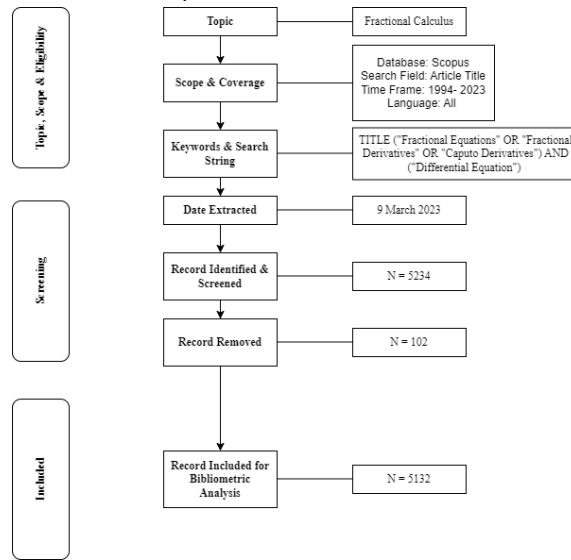 Topic, Scope & Eligibility
Topic
Fractional Calculus
Scope & Coverage
Database: Scopus
Search Field: Article Title
Time Frame: 1994- 2023
Language: All
Keywords & Search
String
TITLE ("Fractional Equations" OR "Fractional
Derivatives" OR "Caputo Derivatives") AND
("Differential Equation")
Date Extracted
9 March 2023
Screening
Record Identified &
Screened
N = 5234
Record Removed
N = 102
Included
Record Included for
Bibliometric
Analysis
N = 5132